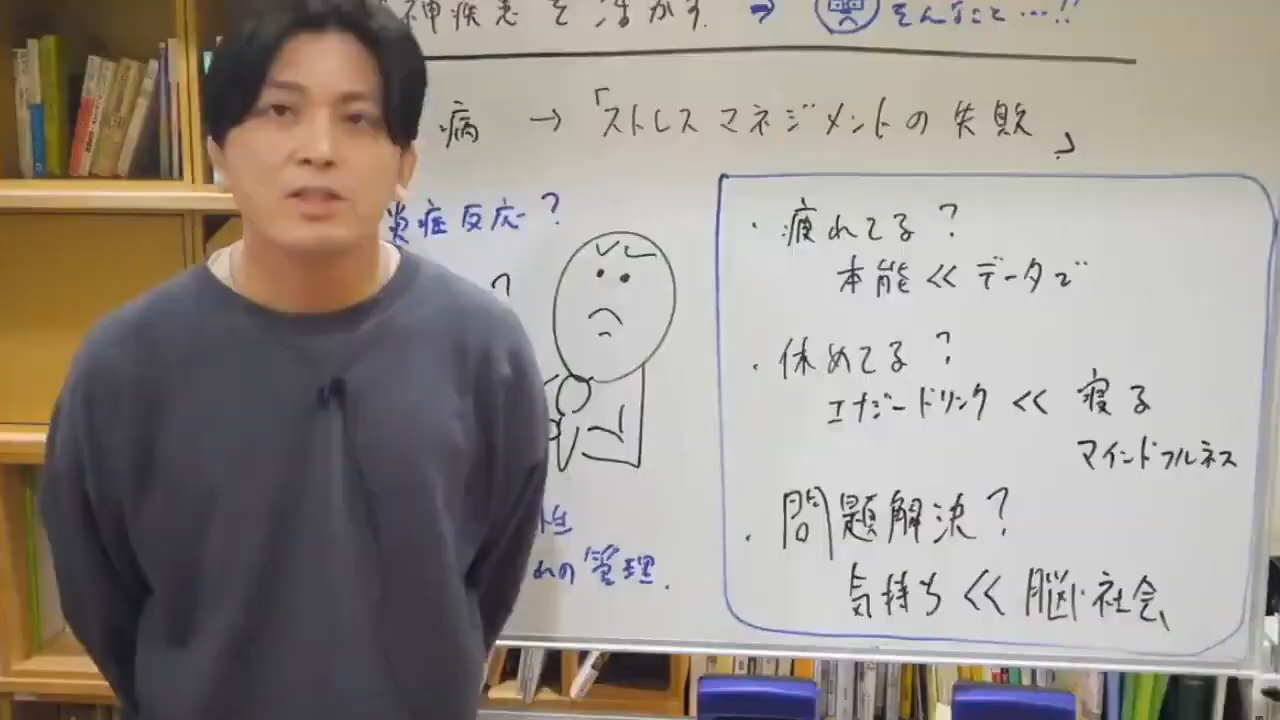 神疾患を活かす → そんなこと…!!
病 → 「ストレスマネジメントの失敗」
炎症反応?
?
・疲れてる?
本能 << データで
・休めてる?
エナジードリンク << 寝る
マインドフルネス
・問題解決?
気持ち << 脳・社会
性
れの管理.